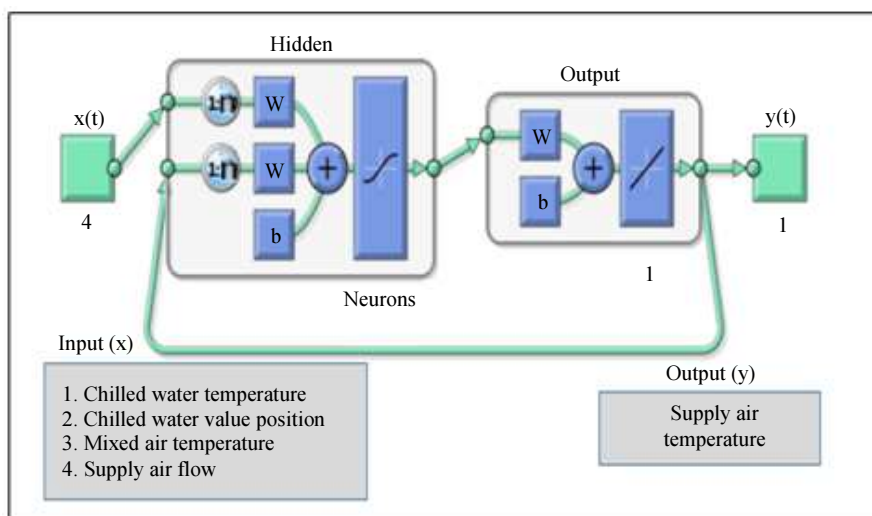 Hidden
Output
x(t)
1:n
W
W
b
W
b
y(t)
4
1:n
1
1
Neurons
Input (x)
1. Chilled water temperature
2. Chilled water value position
3. Mixed air temperature
4. Supply air flow
Output (y)
Supply air
temperature